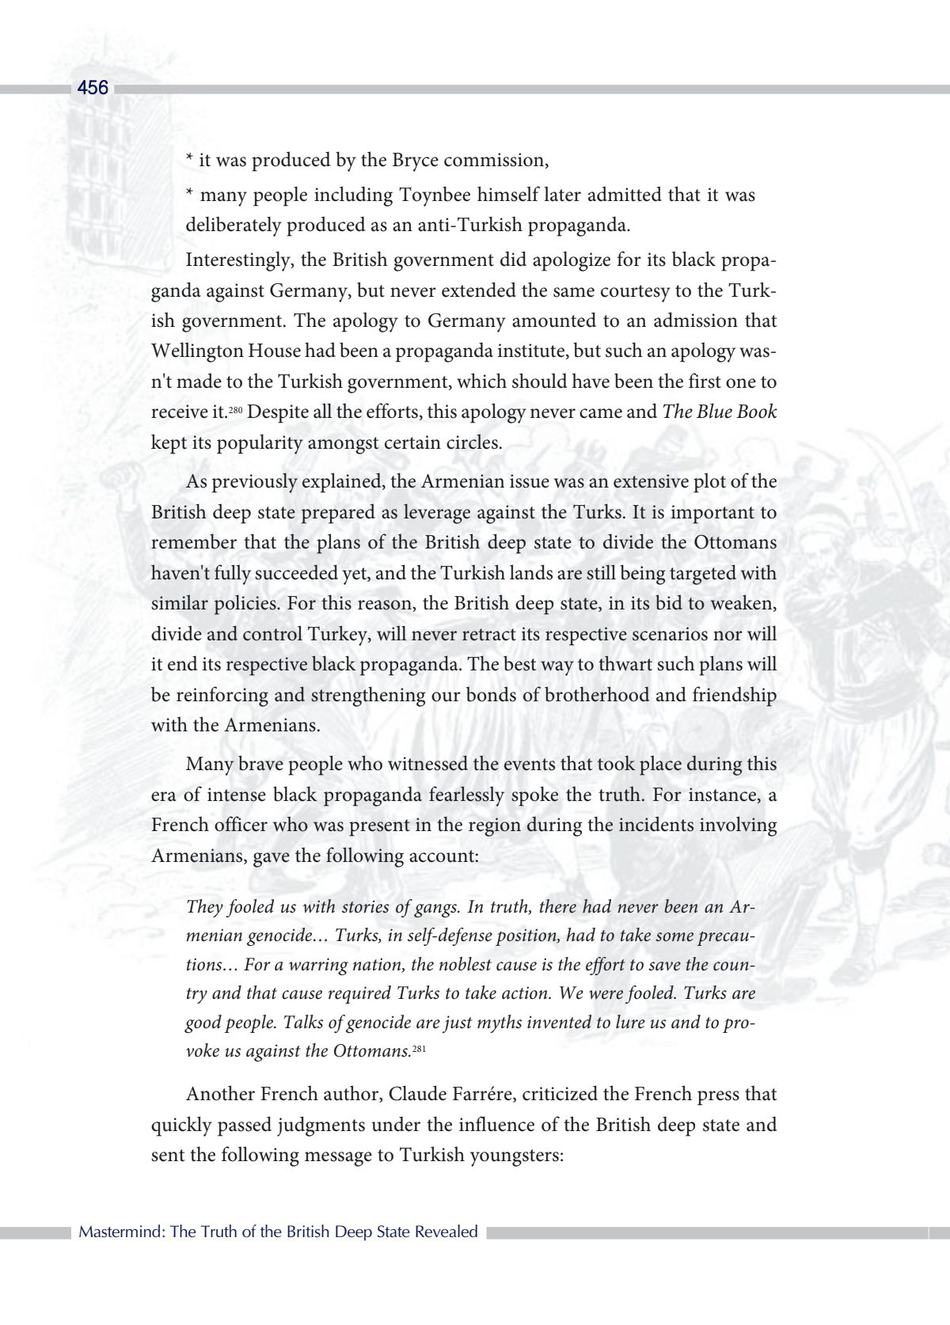 456
* it was produced by the Bryce commission,
* many people including Toynbee himself later admitted that it was
deliberately produced as an anti-Turkish propaganda.
Interestingly, the British government did apologize for its black propa-
ganda against Germany, but never extended the same courtesy to the Turk-
ish government. The apology to Germany amounted to an admission that
Wellington House had been a propaganda institute, but such an apology was-
n't made to the Turkish government, which should have been the first one to
receive it.280 Despite all the efforts, this apology never came and The Blue Book
kept its popularity amongst certain circles.
As previously explained, the Armenian issue was an extensive plot of the
British deep state prepared as leverage against the Turks. It is important to
remember that the plans of the British deep state to divide the Ottomans
haven't fully succeeded yet, and the Turkish lands are still being targeted with
similar policies. For this reason, the British deep state, in its bid to weaken,
divide and control Turkey, will never retract its respective scenarios nor will
it end its respective black propaganda. The best way to thwart such plans will
be reinforcing and strengthening our bonds of brotherhood and friendship
with the Armenians.
Many brave people who witnessed the events that took place during this
era of intense black propaganda fearlessly spoke the truth. For instance, a
French officer who was present in the region during the incidents involving
Armenians, gave the following account:
They fooled us with stories of gangs. In truth, there had never been an Ar-
menian genocide… Turks, in self-defense position, had to take some precau-
tions… For a warring nation, the noblest cause is the effort to save the coun-
try and that cause required Turks to take action. We were fooled. Turks are
good people. Talks of genocide are just myths invented to lure us and to pro-
voke us against the Ottomans.281
Another French author, Claude Farrére, criticized the French press that
quickly passed judgments under the influence of the British deep state and
sent the following message to Turkish youngsters:
Mastermind: The Truth of the British Deep State Revealed